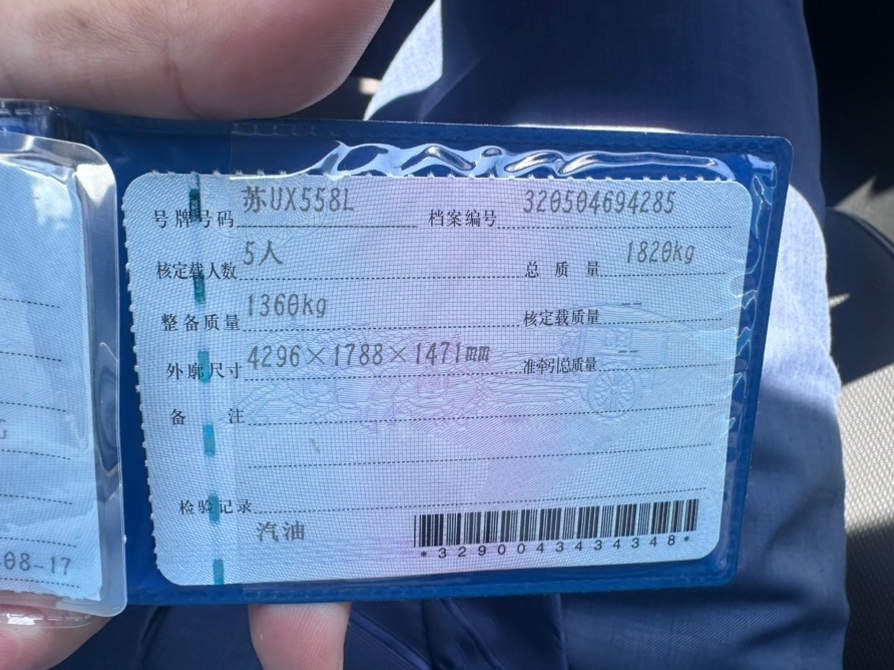 号牌号码 苏UX558L 档案编号 320504694285
核定载人数 5人 总质量 1820kg
整备质量 1360kg 核定载质量 --
外廓尺寸 4296×1788×1471mm 准牵引总质量 --
备注
检验记录
汽油
*3290043434348*
G
08-17